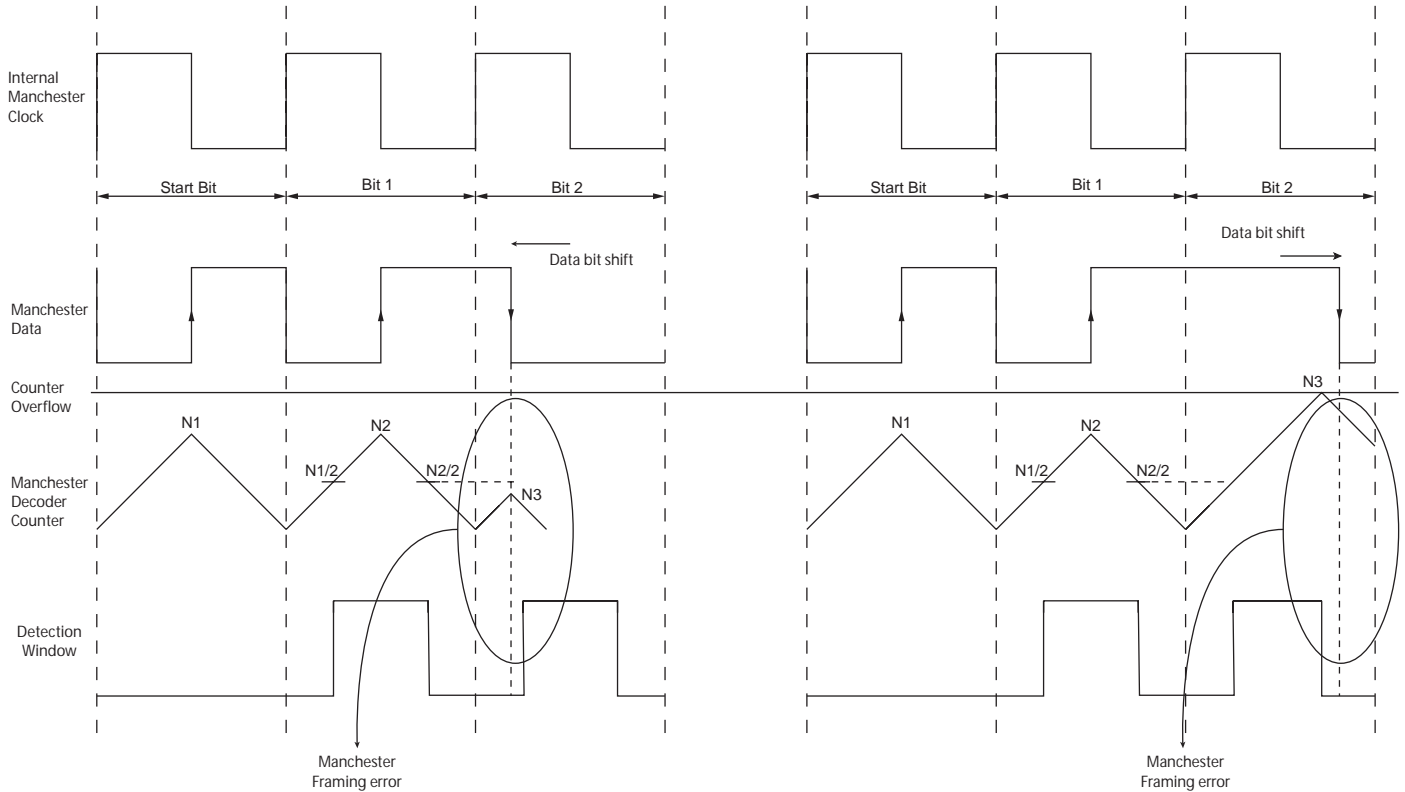 Internal
Manchester
Clock
Start Bit
Bit 1
Bit 2
Start Bit
Bit 1
Bit 2
Data bit shift
Data bit shift
Manchester
Data
Counter
Overflow
N1
N2
N1/2
N2/2
N3
N1
N2
N1/2
N2/2
N3
Manchester
Decoder
Counter
Detection
Window
Manchester
Framing error
Manchester
Framing error